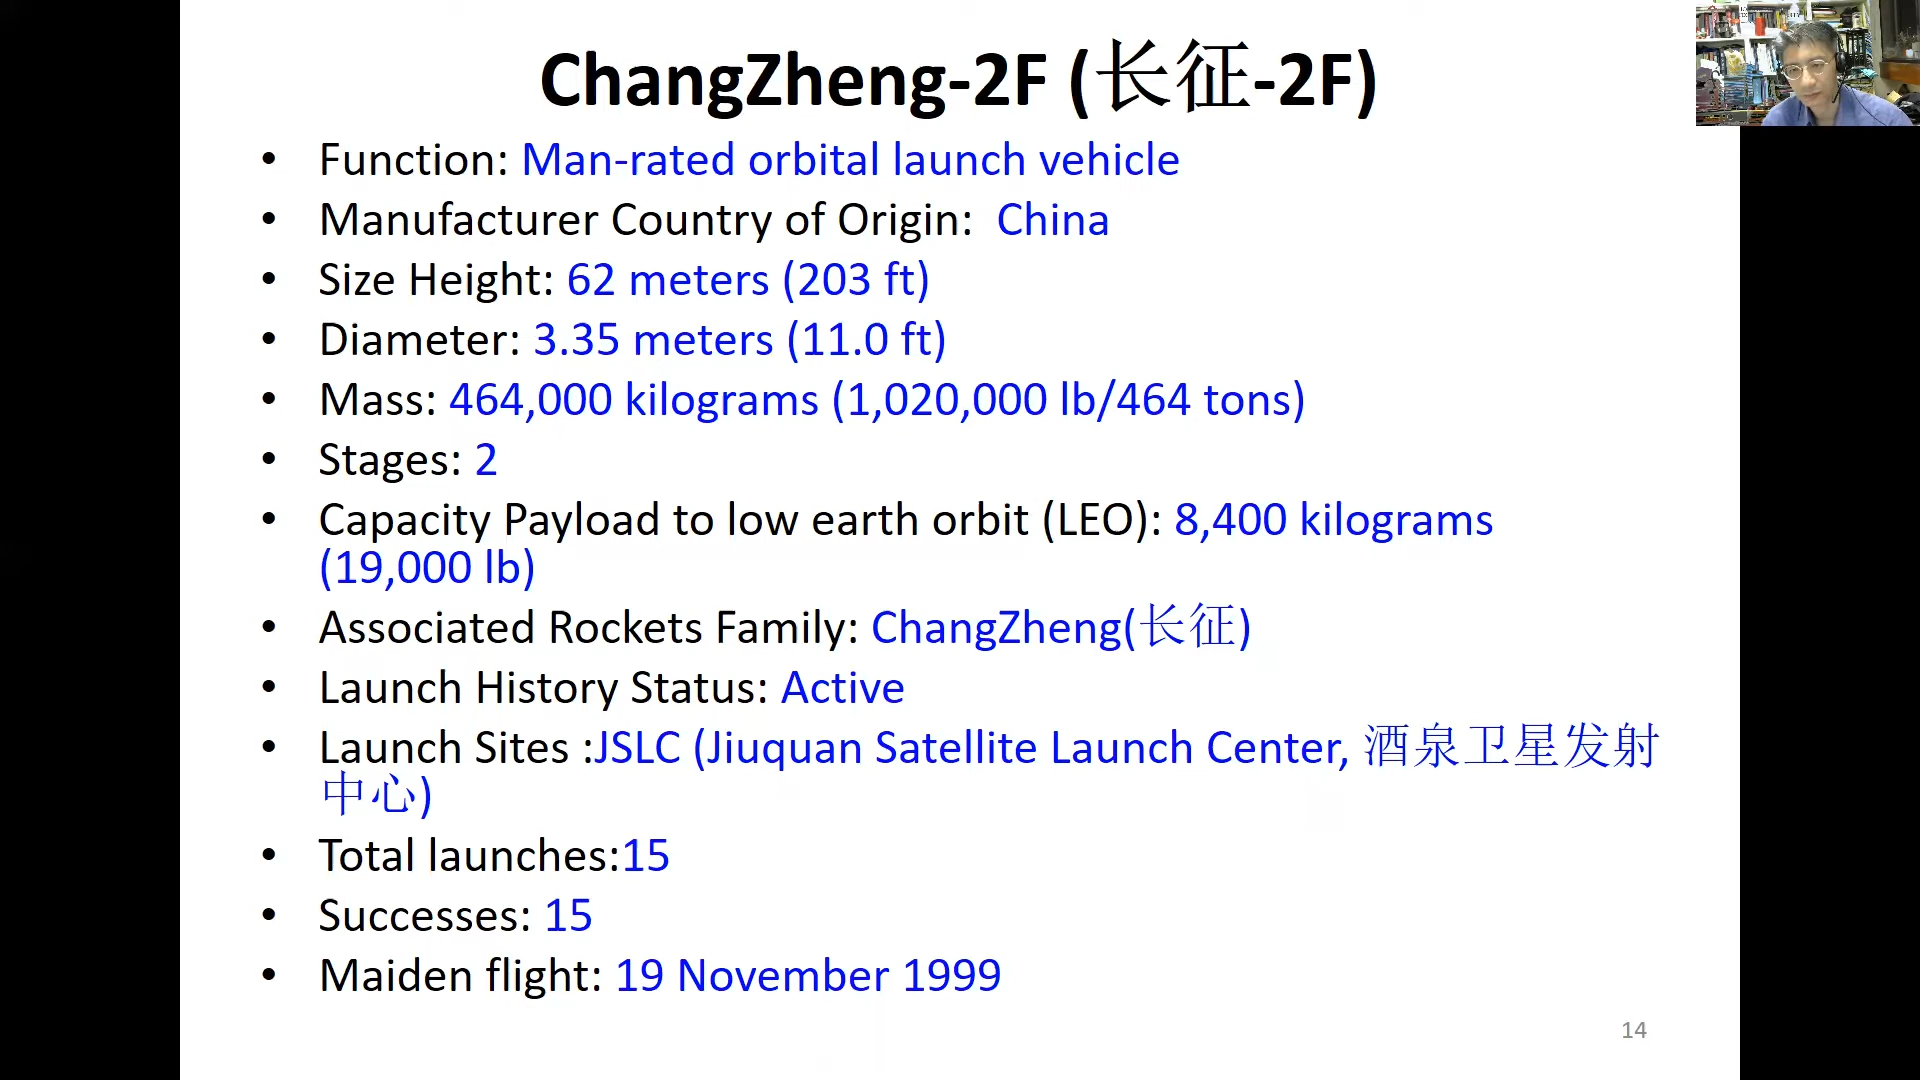 ChangZheng-2F (长征-2F)
• Function: Man-rated orbital launch vehicle
• Manufacturer Country of Origin:  China
• Size Height: 62 meters (203 ft)
• Diameter: 3.35 meters (11.0 ft)
• Mass: 464,000 kilograms (1,020,000 lb/464 tons)
• Stages: 2
• Capacity Payload to low earth orbit (LEO): 8,400 kilograms
(19,000 lb)
• Associated Rockets Family: ChangZheng(长征)
• Launch History Status: Active
• Launch Sites :JSLC (Jiuquan Satellite Launch Center, 酒泉卫星发射
中心)
• Total launches:15
• Successes: 15
• Maiden flight: 19 November 1999
14